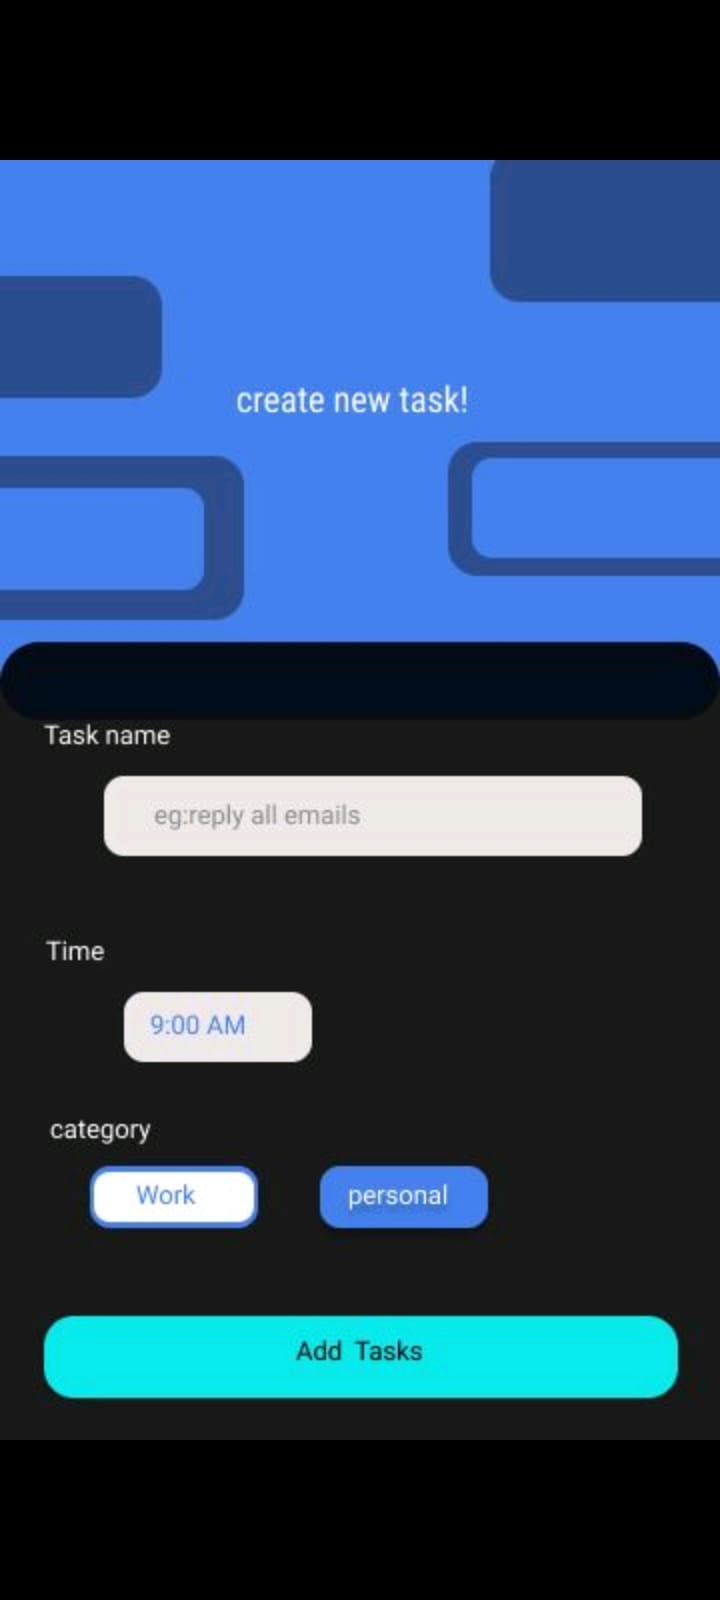 create new task!
Task name
eg:reply all emails
Time
9:00 AM
category
Work personal
Add Tasks